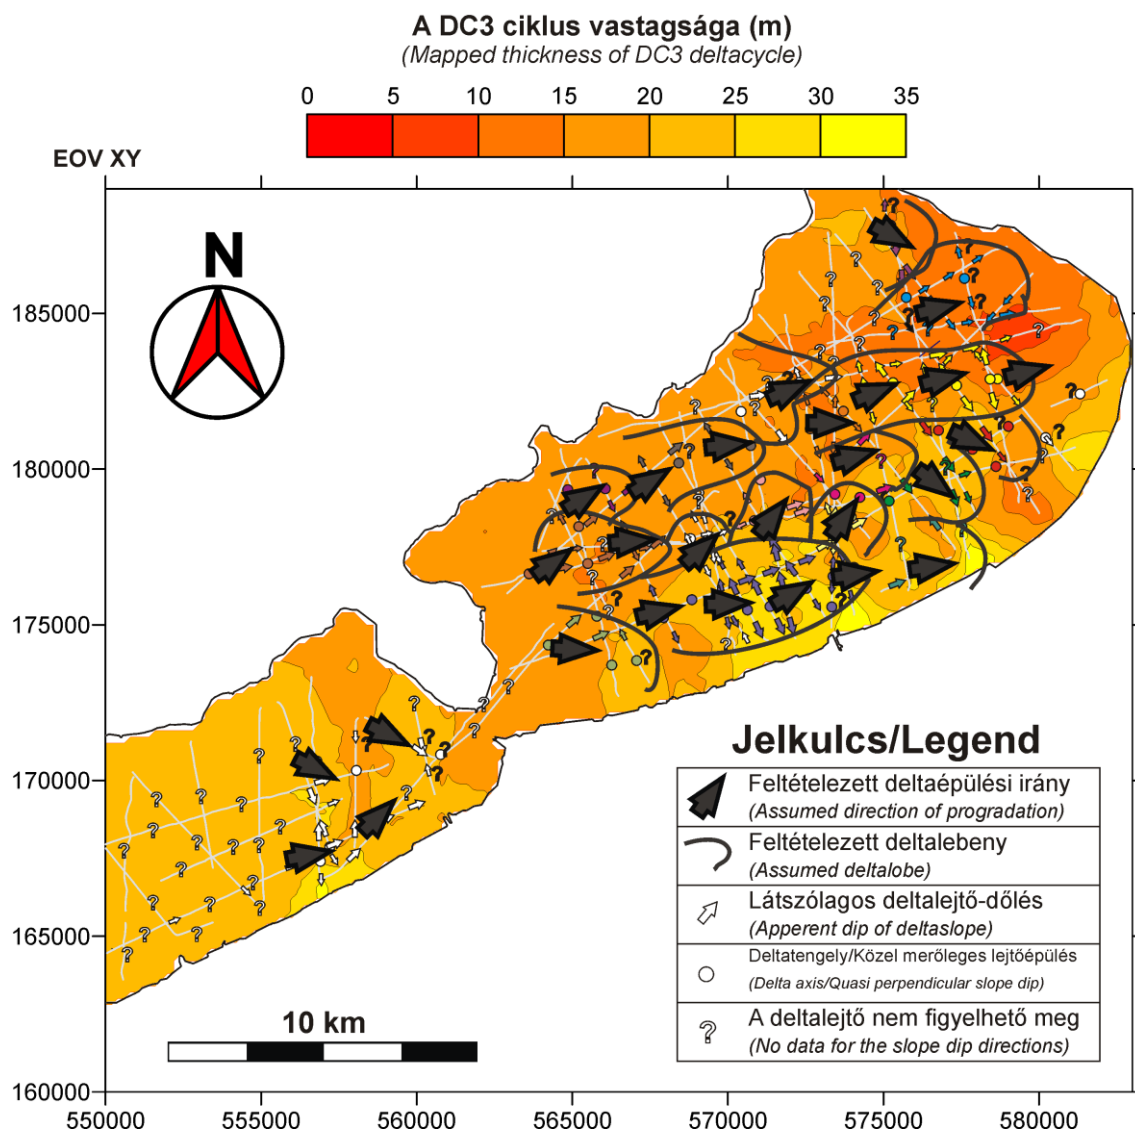 A DC3 ciklus vastagsága (m)
(Mapped thickness of DC3 deltacycle)
0 5 10 15 20 25 30 35
EOV XY
N
185000
180000
175000
170000
165000
160000
550000 555000 560000 565000 570000 575000 580000
10 km
Jelkulcs/Legend
Feltételezett deltaépülési irány
(Assumed direction of progradation)
Feltételezett deltalebeny
(Assumed deltalobe)
Látszólagos deltalejtő-dőlés
(Apperent dip of deltaslope)
Deltatengely/Közel merőleges lejtőépülés
(Delta axis/Quasi perpendicular slope dip)
?
A deltalejtő nem figyelhető meg
(No data for the slope dip directions)